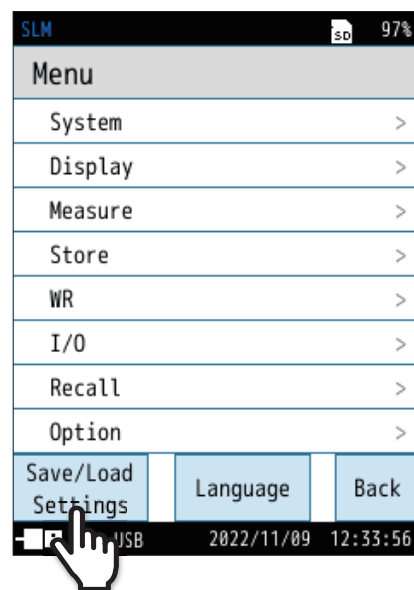 SLM SD 97%
Menu
System >
Display >
Measure >
Store >
WR >
I/O >
Recall >
Option >
Save/Load
Settings
Language
Back
USB 2022/11/09 12:33:56